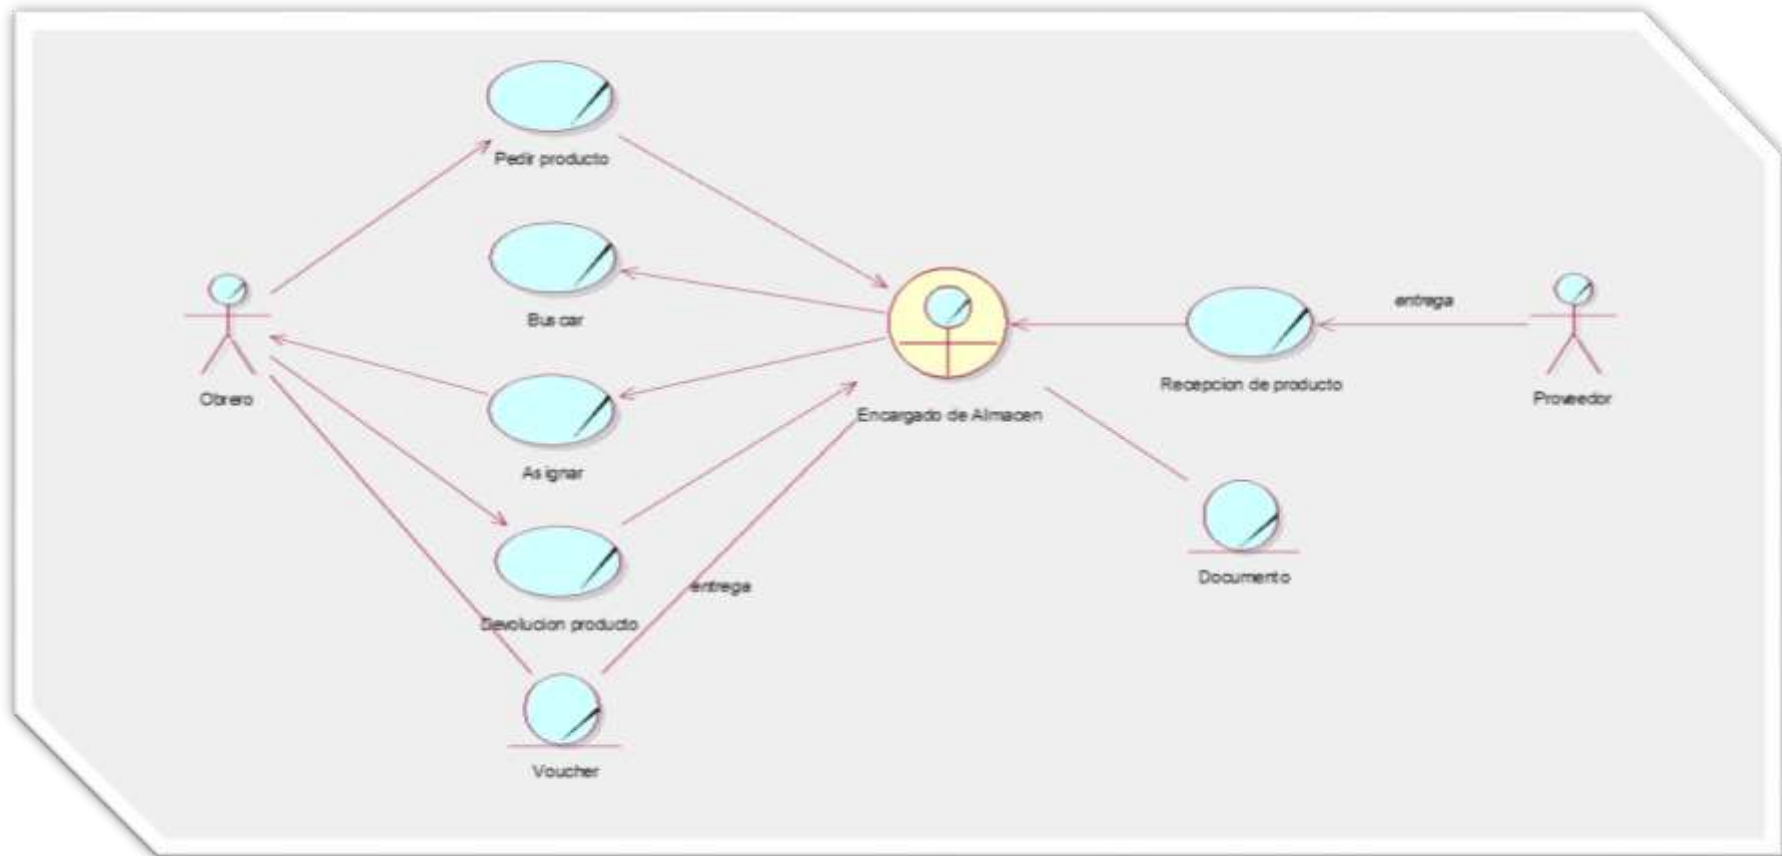 Pedir producto
Buscar
entrega
Obrero
Encargado de Almacen
Recepcion de producto
Proveedor
Asignar
Documento
entrega
Devolucion producto
Voucher